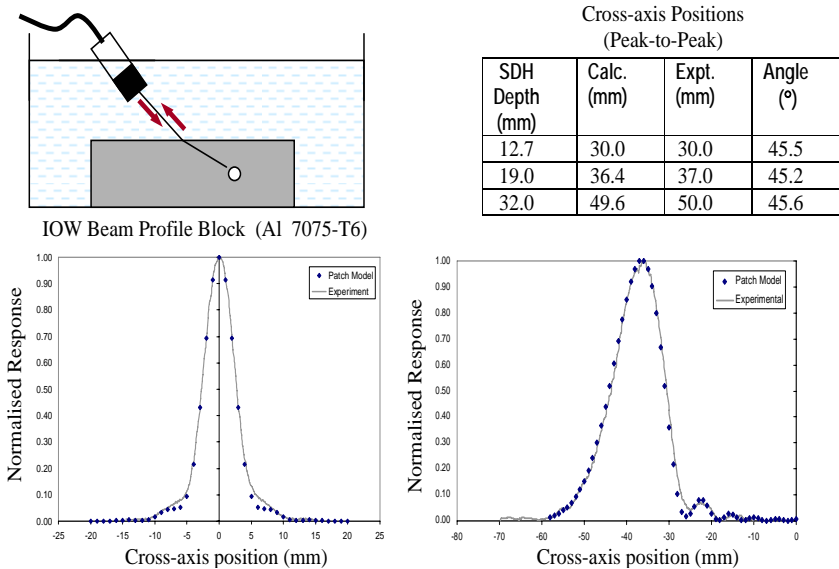 Cross-axis Positions
(Peak-to-Peak)
SDH Depth (mm) Calc. (mm) Expt. (mm) Angle (°)
12.7 30.0 30.0 45.5
19.0 36.4 37.0 45.2
32.0 49.6 50.0 45.6
IOW Beam Profile Block (Al 7075-T6)
Normalised Response
1.00
0.90
0.80
0.70
0.60
0.50
0.40
0.30
0.20
0.10
0.00
-25 -20 -15 -10 -5 0 5 10 15 20 25
Cross-axis position (mm)
Patch Model
Experiment
Normalised Response
1.00
0.90
0.80
0.70
0.60
0.50
0.40
0.30
0.20
0.10
0.00
-80 -70 -60 -50 -40 -30 -20 -10 0
Cross-axis position (mm)
Patch Model
Experimental